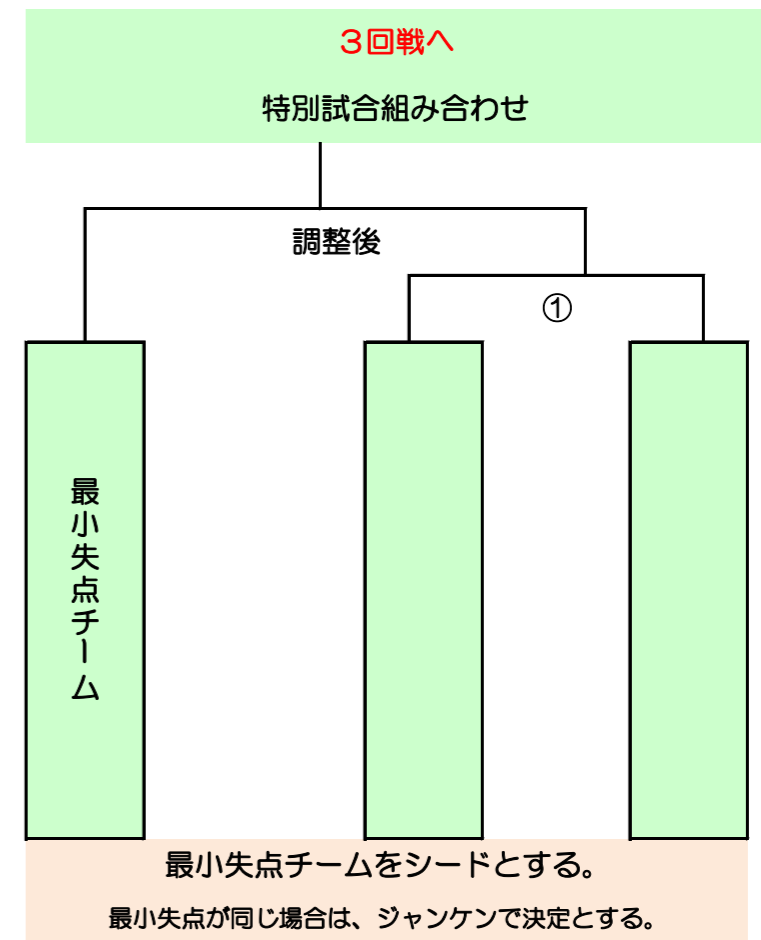 ３回戦へ
特別試合組み合わせ
調整後
①
最小失点チーム
最小失点チームをシードとする。
最小失点が同じ場合は、ジャンケンで決定とする。